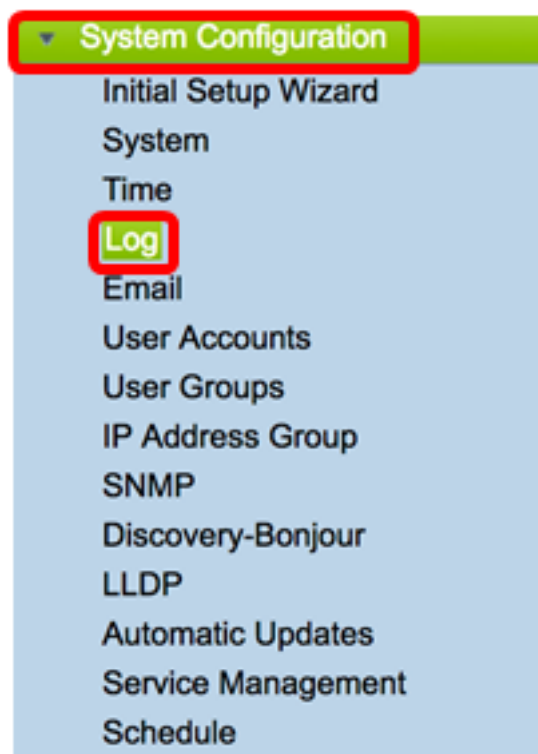 System Configuration
Initial Setup Wizard
System
Time
Log
Email
User Accounts
User Groups
IP Address Group
SNMP
Discovery-Bonjour
LLDP
Automatic Updates
Service Management
Schedule